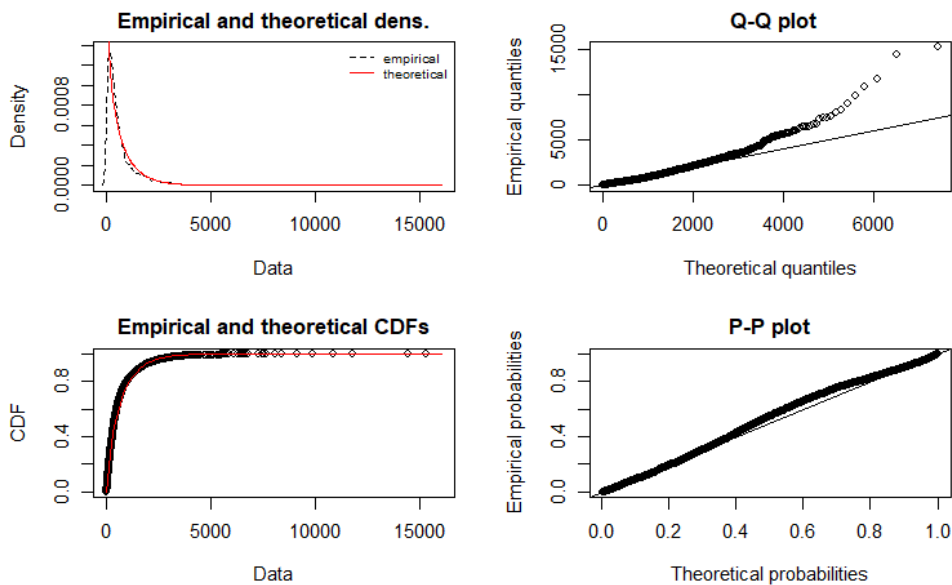 Empirical and theoretical dens.
Density
0.0000
0.0008
empirical
theoretical
0
5000
10000
15000
Data
Q-Q plot
Empirical quantiles
0
5000
15000
0
2000
4000
6000
Theoretical quantiles
Empirical and theoretical CDFs
CDF
0.0
0.4
0.8
0
5000
10000
15000
Data
P-P plot
Empirical probabilities
0.0
0.4
0.8
0.0
0.2
0.4
0.6
0.8
1.0
Theoretical probabilities